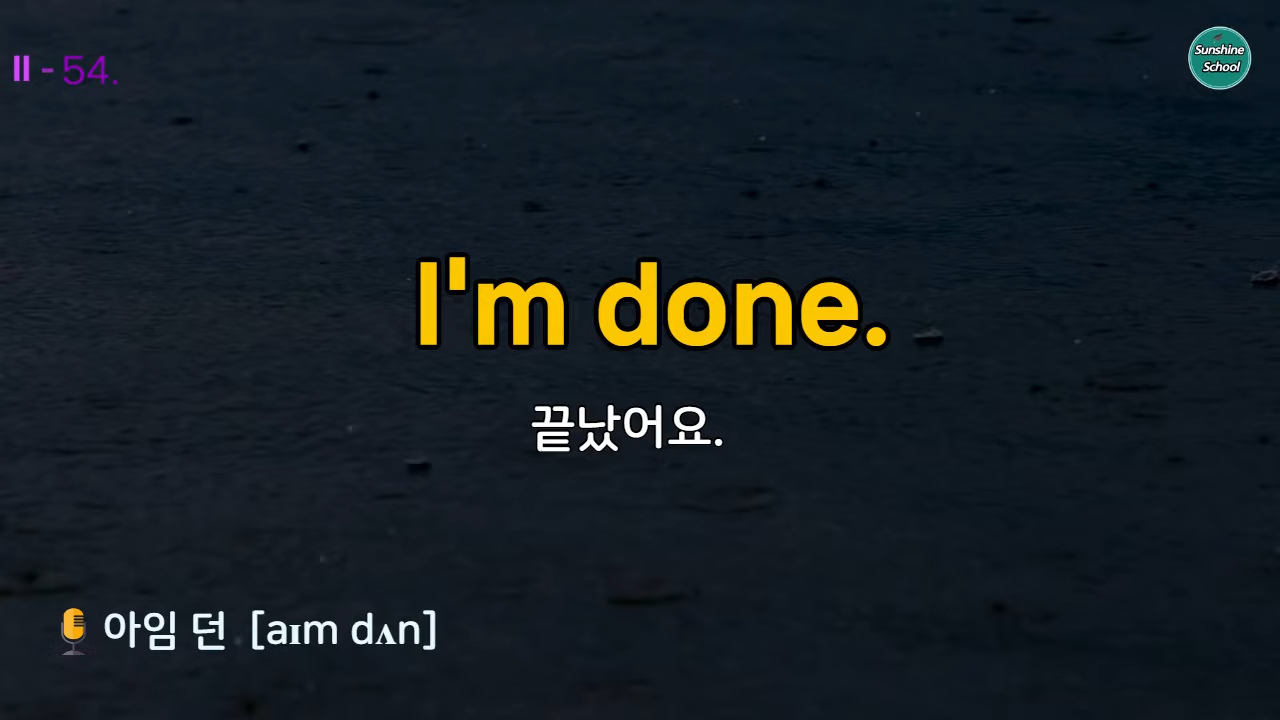 II - 54.
Sunshine
School
I'm done.
끝났어요.
아임 던 [aɪm dʌn]